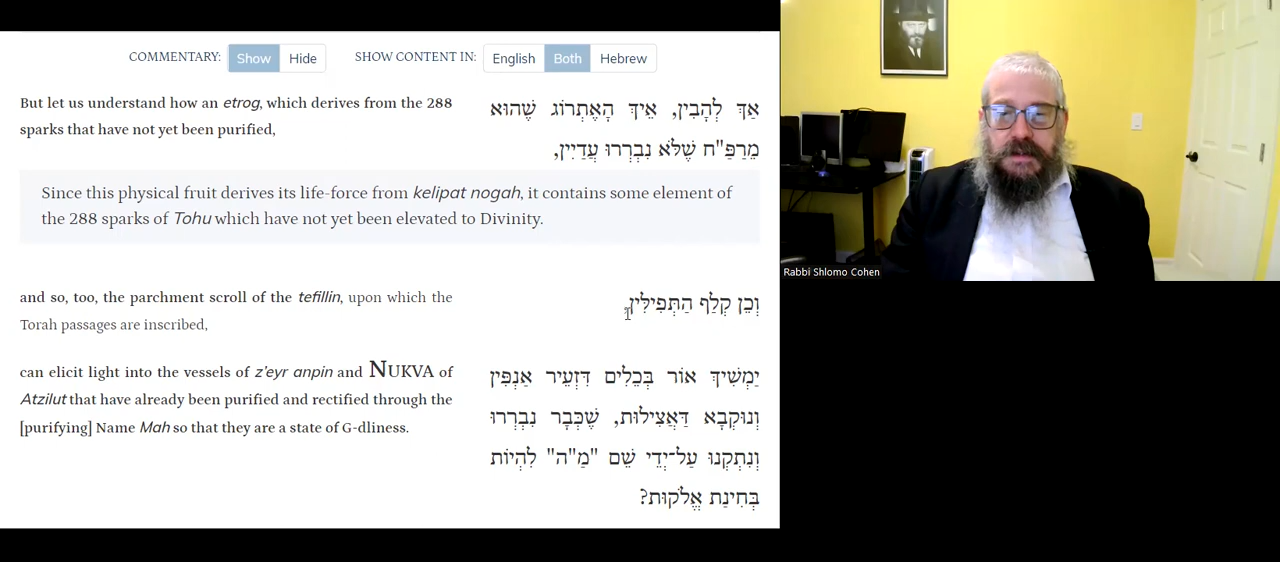 COMMENTARY: Show Hide SHOW CONTENT IN: English Both Hebrew
But let us understand how an etrog, which derives from the 288
sparks that have not yet been purified,
אַךְ לְהָבִין, אֵיךְ הָאֶתְרוֹג שֶׁהוּא
מֵרַפַּ"ח שֶׁלֹּא נִבְרְרוּ עֲדַיִין,
Since this physical fruit derives its life-force from kelipat nogah, it contains some element of
the 288 sparks of Tohu which have not yet been elevated to Divinity.
and so, too, the parchment scroll of the tefillin, upon which the
Torah passages are inscribed,
וְכֵן קְלַף הַתְּפִילִּין
can elicit light into the vessels of z'eyr anpin and NUKVA of
Atzilut that have already been purified and rectified through the
[purifying] Name Mah so that they are a state of G-dliness.
יַמְשִׁיךְ אוֹר בְּכֵלִים דִּזְעֵיר אַנְפִּין
וְנוּקְבָא דַּאֲצִילוּת, שֶׁכְּבָר נִבְרְרוּ
וְנִתְקְנוּ עַל־יְדֵי שֵׁם "מַ"ה" לִהְיוֹת
בְּחִינַת אֱלֹקוּת?
Rabbi Shlomo Cohen